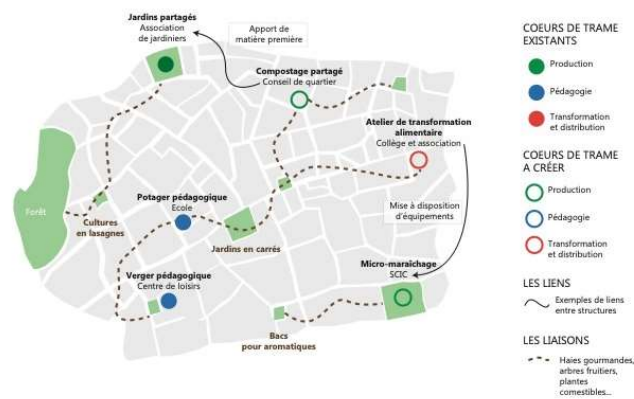 Jardins partagés
Association
de jardiniers
Apport de
matière première
Compostage partagé
Conseil de quartier
Atelier de transformation
alimentaire
Collège et association
Forêt
Cultures
en lasagnes
Potager pédagogique
Ecole
Jardins en carrés
Mise à disposition
d'équipements
Verger pédagogique
Centre de loisirs
Micro-maraîchage
SCIC
Bacs
pour aromatiques
COEURS DE TRAME
EXISTANTS
Production
Pédagogie
Transformation
et distribution
COEURS DE TRAME
A CRÉER
Production
Pédagogie
Transformation
et distribution
LES LIENS
Exemples de liens
entre structures
LES LIAISONS
Haies gourmandes,
arbres fruitiers,
plantes
comestibles...